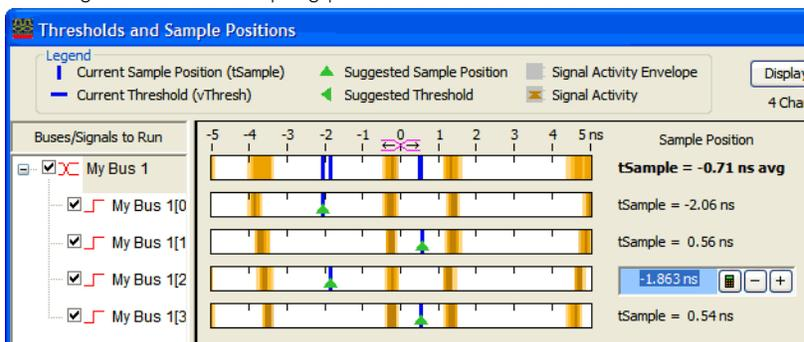 Thresholds and Sample Positions
Legend
Current Sample Position (tSample)
Suggested Sample Position
Signal Activity Envelope
Current Threshold (vThresh)
Suggested Threshold
Signal Activity
Display
4 Cha
Buses/Signals to Run
-5 -4 -3 -2 -1 0 1 2 3 4 5 ns
Sample Position
My Bus 1
tSample = -0.71 ns avg
My Bus 1[0
tSample = -2.06 ns
My Bus 1[1
tSample = 0.56 ns
My Bus 1[2
-1.863 ns
My Bus 1[3
tSample = 0.54 ns